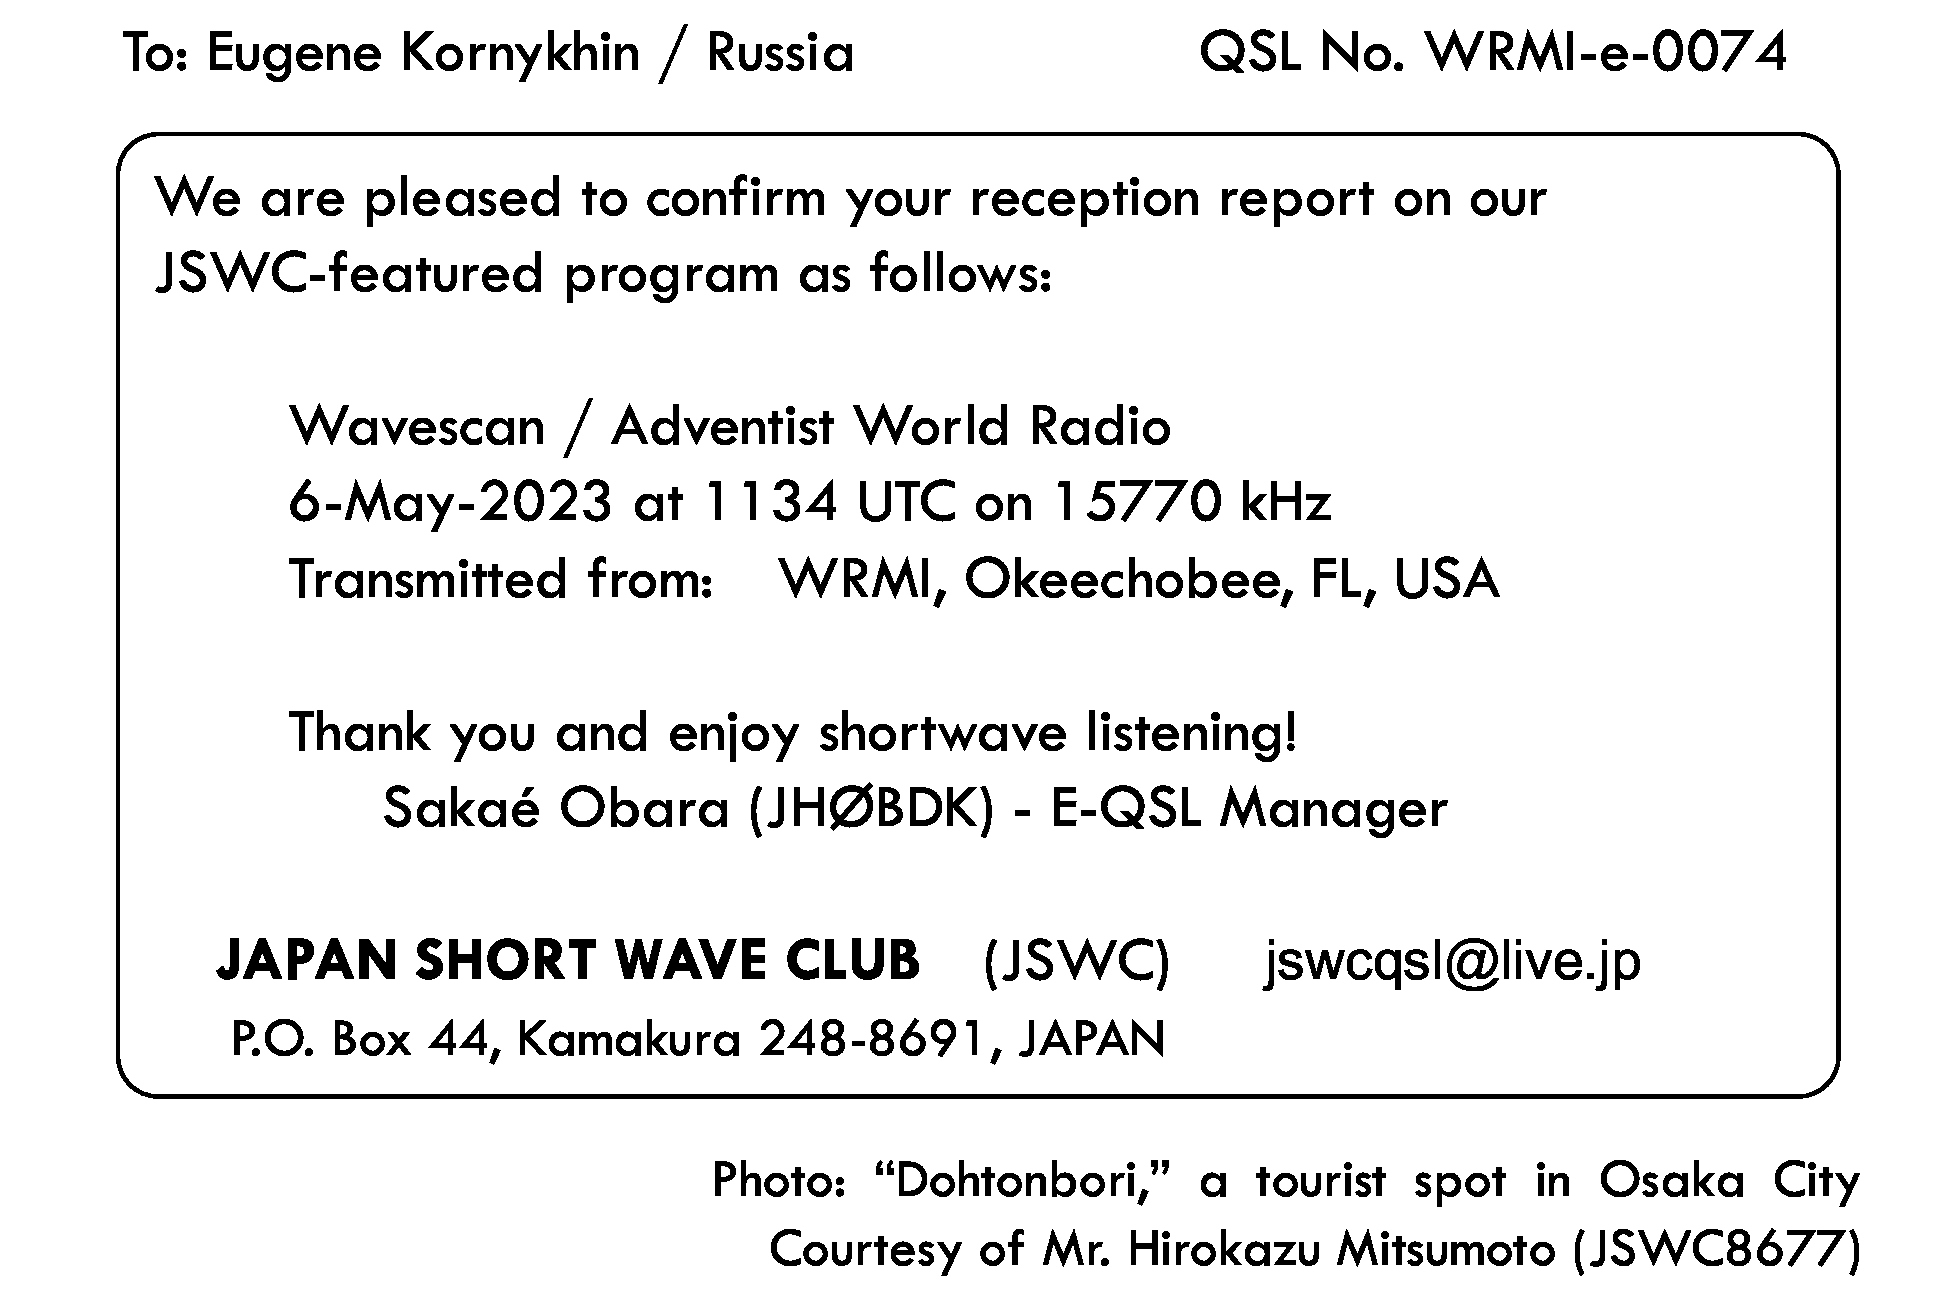 To: Eugene Kornykhin / Russia QSL No. WRMI-e-0074
We are pleased to confirm your reception report on our
JSWC-featured program as follows:
Wavescan / Adventist World Radio
6-May-2023 at 1134 UTC on 15770 kHz
Transmitted from: WRMI, Okeechobee, FL, USA
Thank you and enjoy shortwave listening!
Sakaé Obara (JHØBDK) - E-QSL Manager
JAPAN SHORT WAVE CLUB (JSWC) jswcqsl@live.jp
P.O. Box 44, Kamakura 248-8691, JAPAN
Photo: “Dohtonbori,” a tourist spot in Osaka City
Courtesy of Mr. Hirokazu Mitsumoto (JSWC8677)